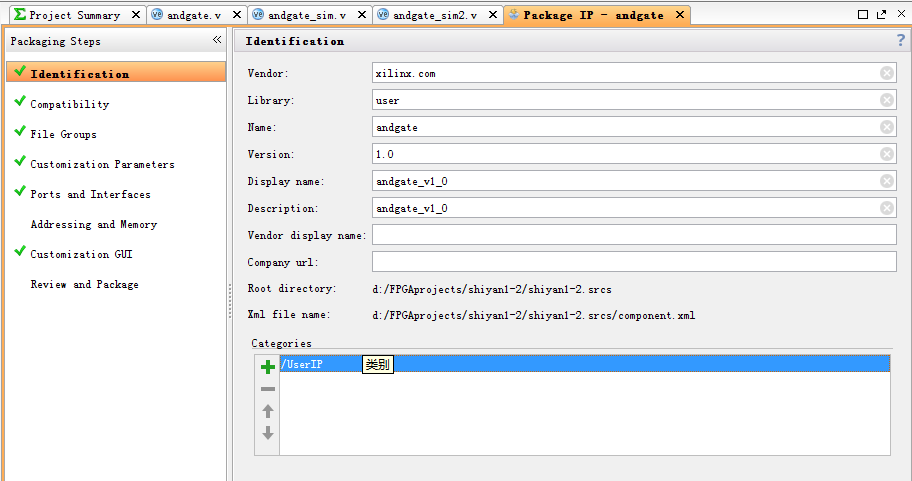 Project Summary andgate.v andgate_sim.v andgate_sim2.v Package IP - andgate
Packaging Steps
Identification
Compatibility
File Groups
Customization Parameters
Ports and Interfaces
Addressing and Memory
Customization GUI
Review and Package
Identification
Vendor: xilinx.com
Library: user
Name: andgate
Version: 1.0
Display name: andgate_v1_0
Description: andgate_v1_0
Vendor display name:
Company url:
Root directory: d:/FPGAprojects/shiyan1-2/shiyan1-2.srcs
Xml file name: d:/FPGAprojects/shiyan1-2/shiyan1-2.srcs/component.xml
Categories
/UserIP 类别